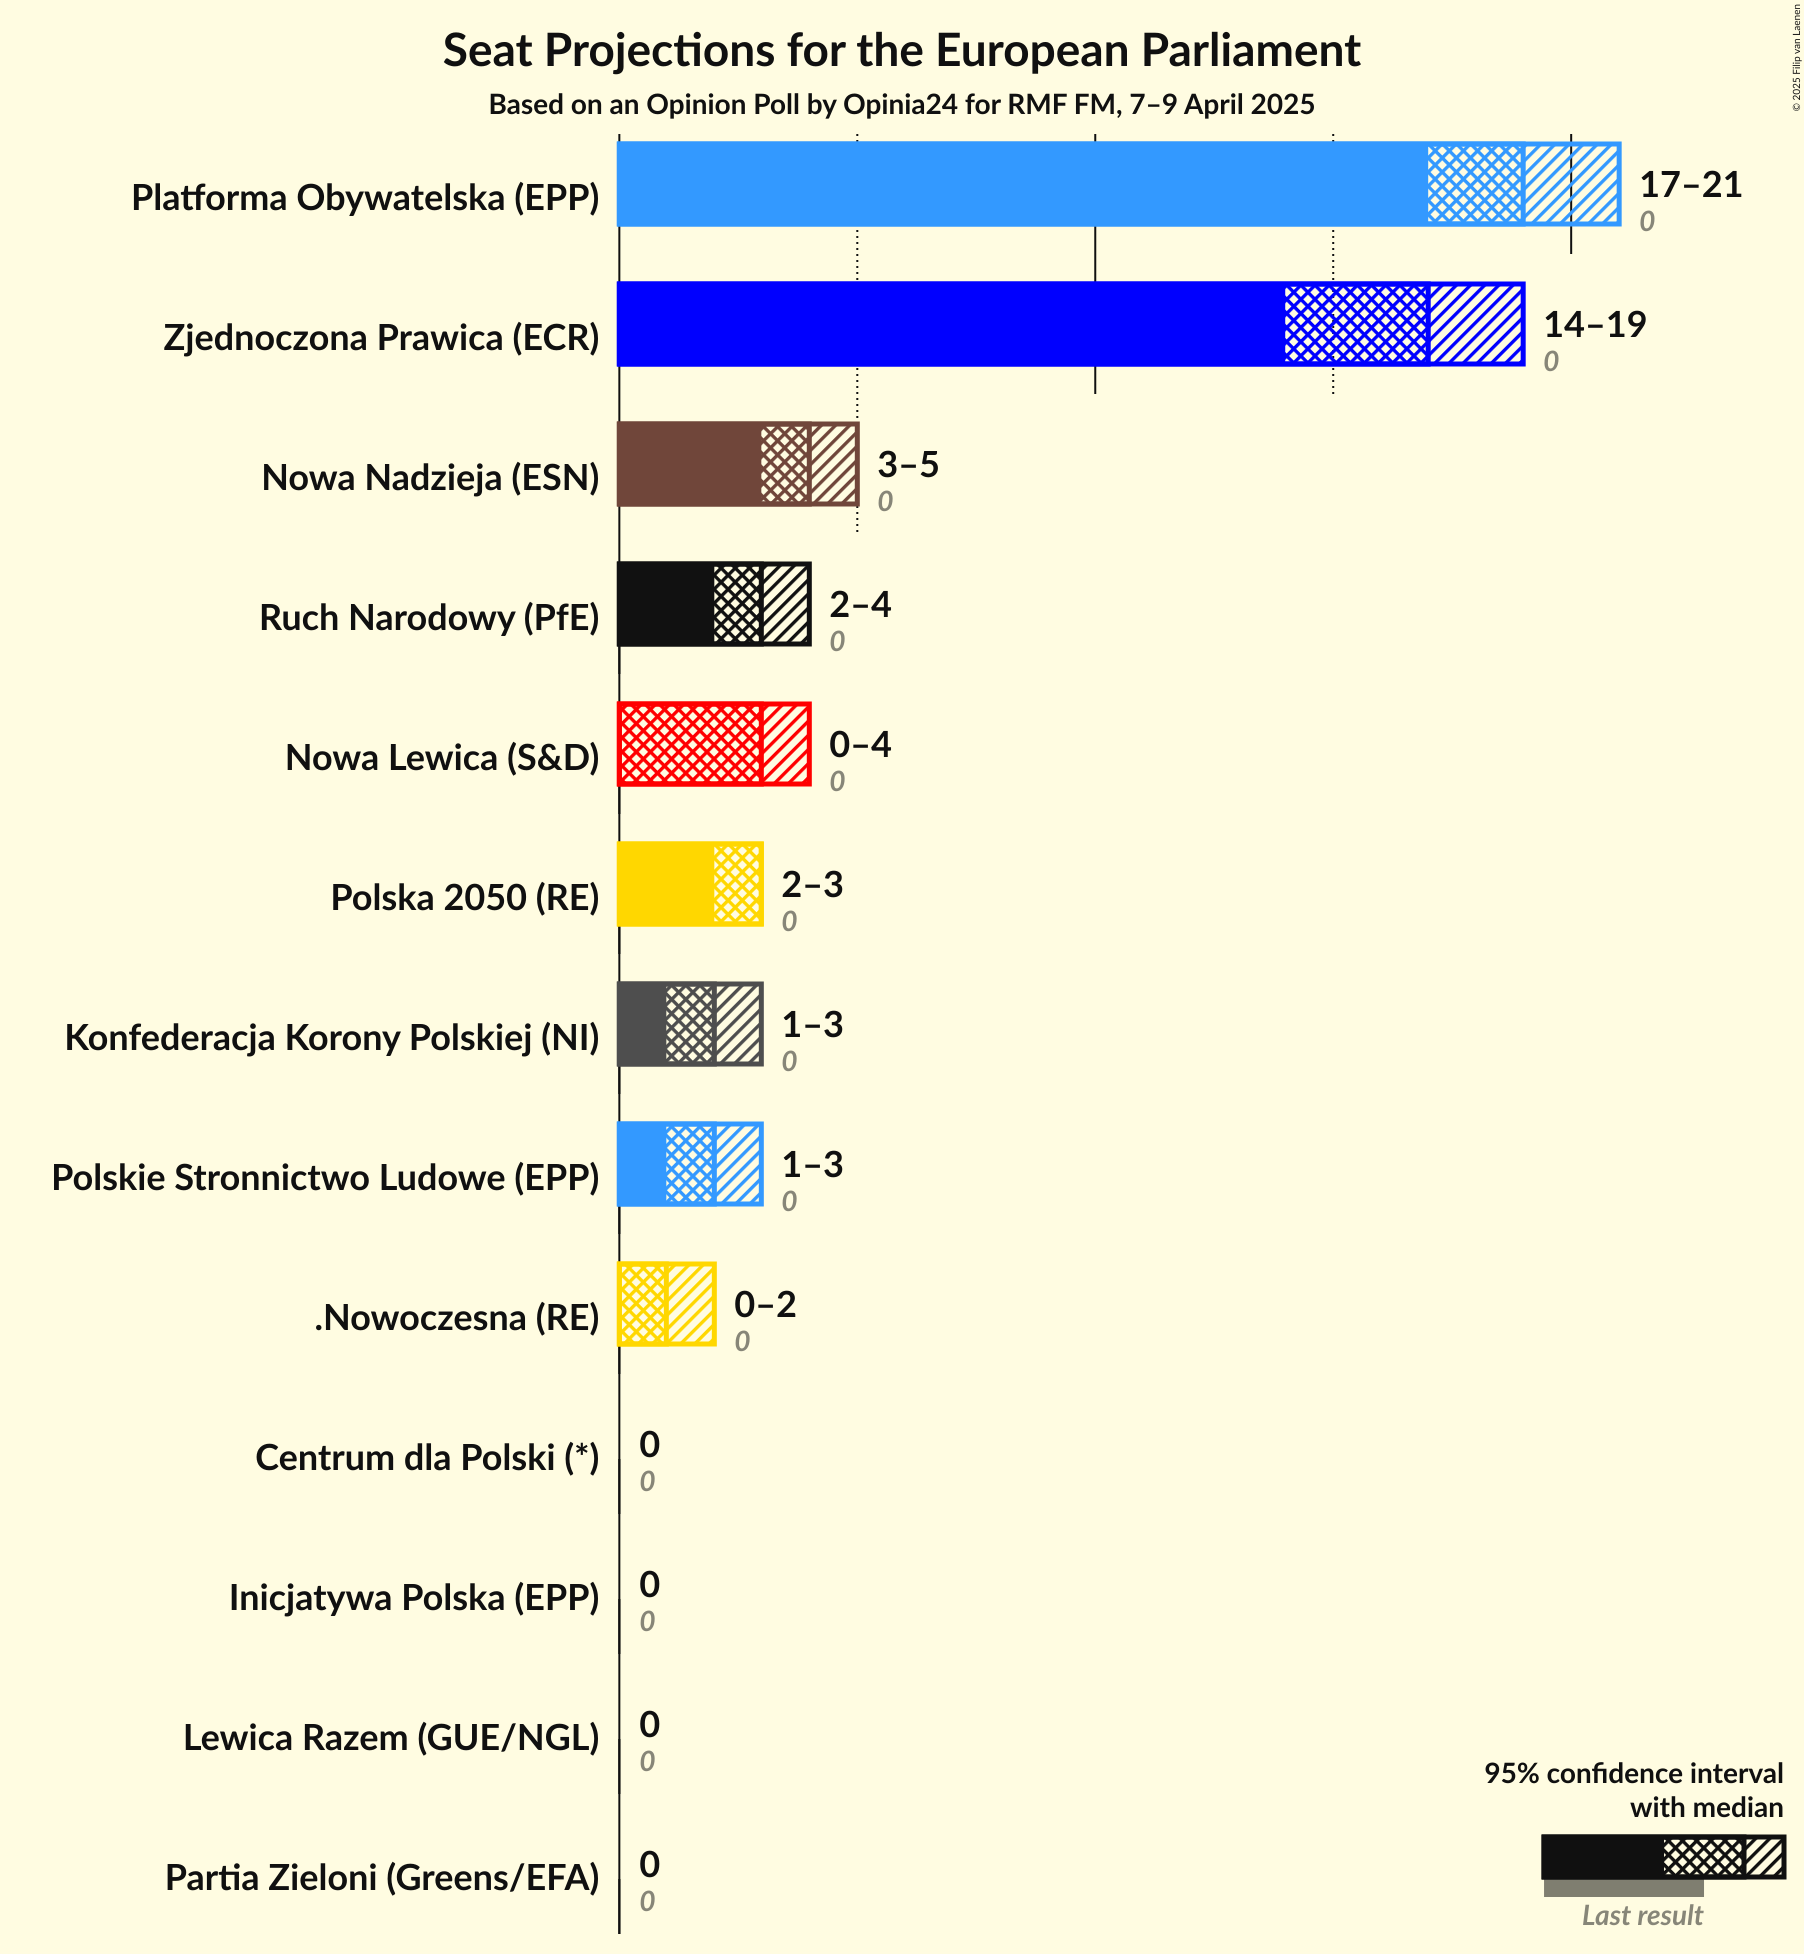 Seat Projections for the European Parliament
Based on an Opinion Poll by Opinia24 for RMF FM, 7–9 April 2025
© 2025 Filip van Laenen
Platforma Obywatelska (EPP)
17–21
0
Zjednoczona Prawica (ECR)
14–19
0
Nowa Nadzieja (ESN)
3–5
0
Ruch Narodowy (PfE)
2–4
0
Nowa Lewica (S&D)
0–4
0
Polska 2050 (RE)
2–3
0
Konfederacja Korony Polskiej (NI)
1–3
0
Polskie Stronnictwo Ludowe (EPP)
1–3
0
.Nowoczesna (RE)
0–2
0
Centrum dla Polski (*)
0
0
Inicjatywa Polska (EPP)
0
0
Lewica Razem (GUE/NGL)
0
0
Partia Zieloni (Greens/EFA)
0
0
95% confidence interval
with median
Last result